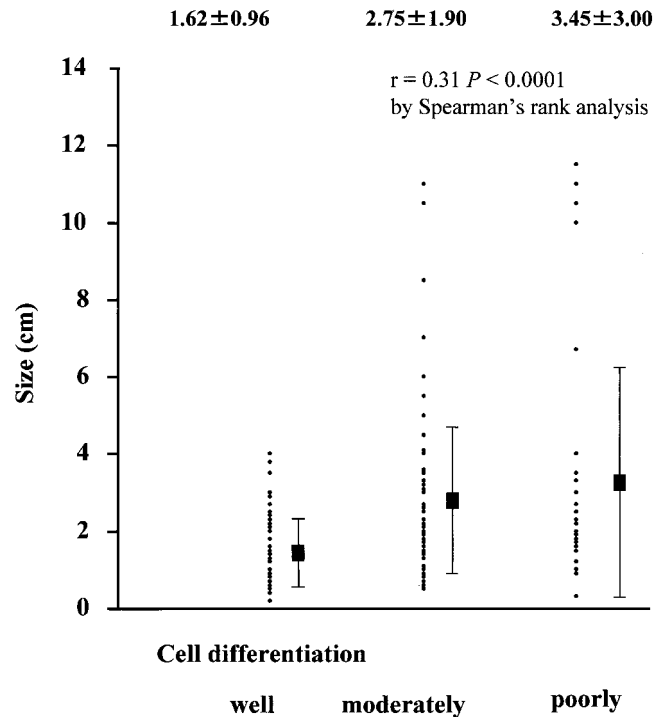 1.62±0.96 2.75±1.90 3.45±3.00
14
r = 0.31 P < 0.0001
by Spearman's rank analysis
12
10
8
6
4
2
0
Size (cm)
Cell differentiation
well moderately poorly